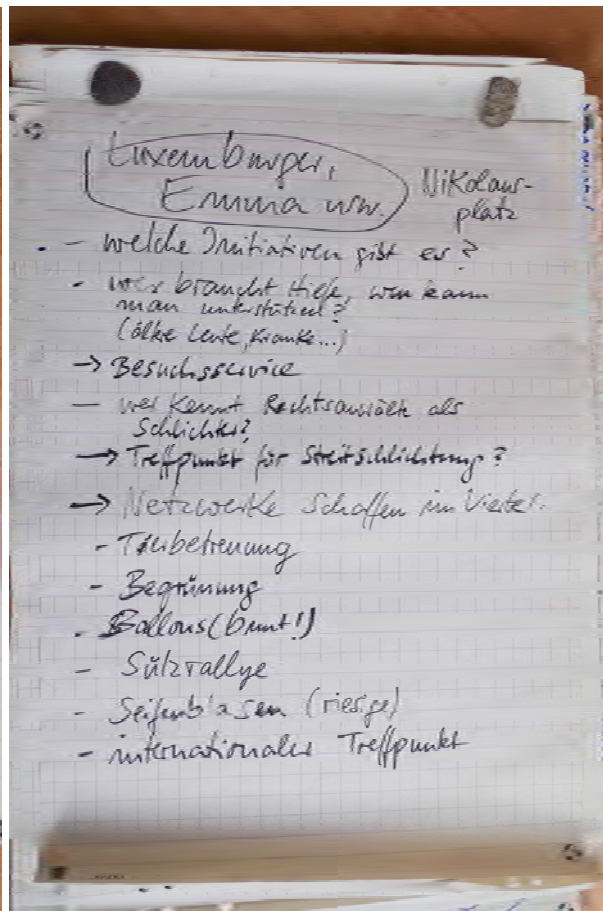 Luxemburger,
Emma usw.
Nikolaus-
platz
- welche Initiativen gibt es?
- wer braucht Hilfe, wen kann
man unterstützen?
(ältre Leute, Kranke...)
→ Besuchsservice
- wer kennt Rechtsanwälte als
Schlichter?
→ Treffpunkt für Streitschlichtung?
→ Netzwerke schaffen im Viertel.
- Tierbetreuung
- Begrünung
- Ballons (bunt!)
- Sülzrallye
- Seifenblasen (riesige)
- internationaler Treffpunkt